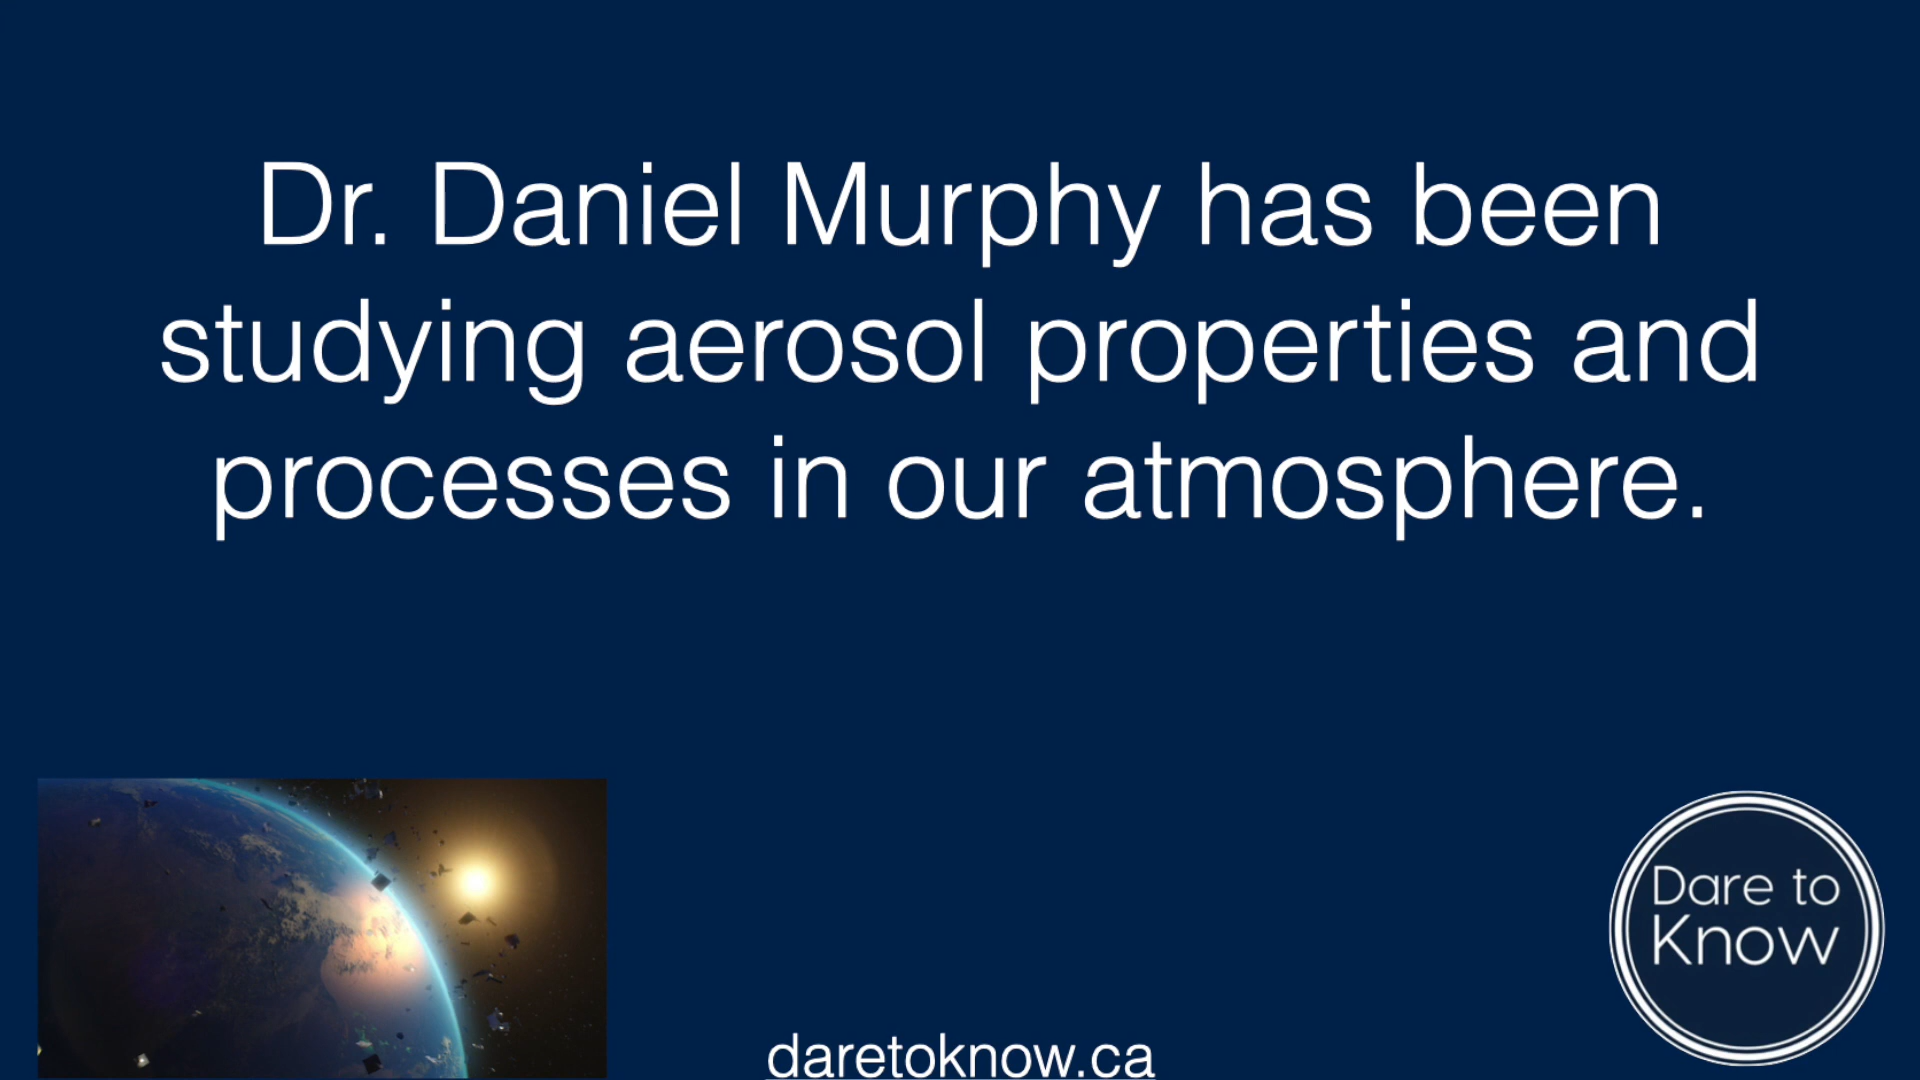 Dr. Daniel Murphy has been
studying aerosol properties and
processes in our atmosphere.
Dare to
Know
daretoknow.ca